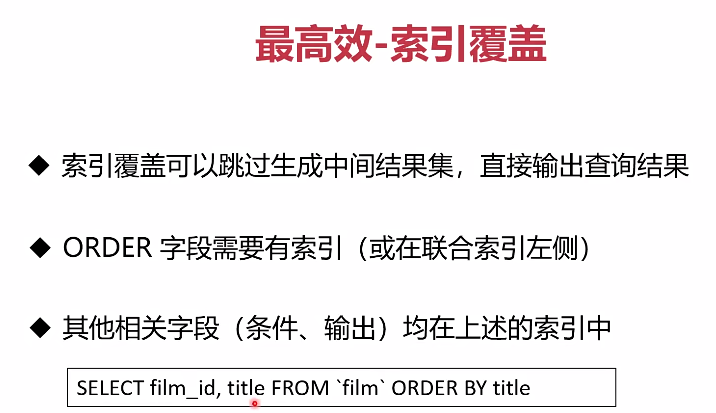 最高效-索引覆盖
◆ 索引覆盖可以跳过生成中间结果集，直接输出查询结果
◆ ORDER 字段需要有索引（或在联合索引左侧）
◆ 其他相关字段（条件、输出）均在上述的索引中
SELECT film_id, title FROM `film` ORDER BY title